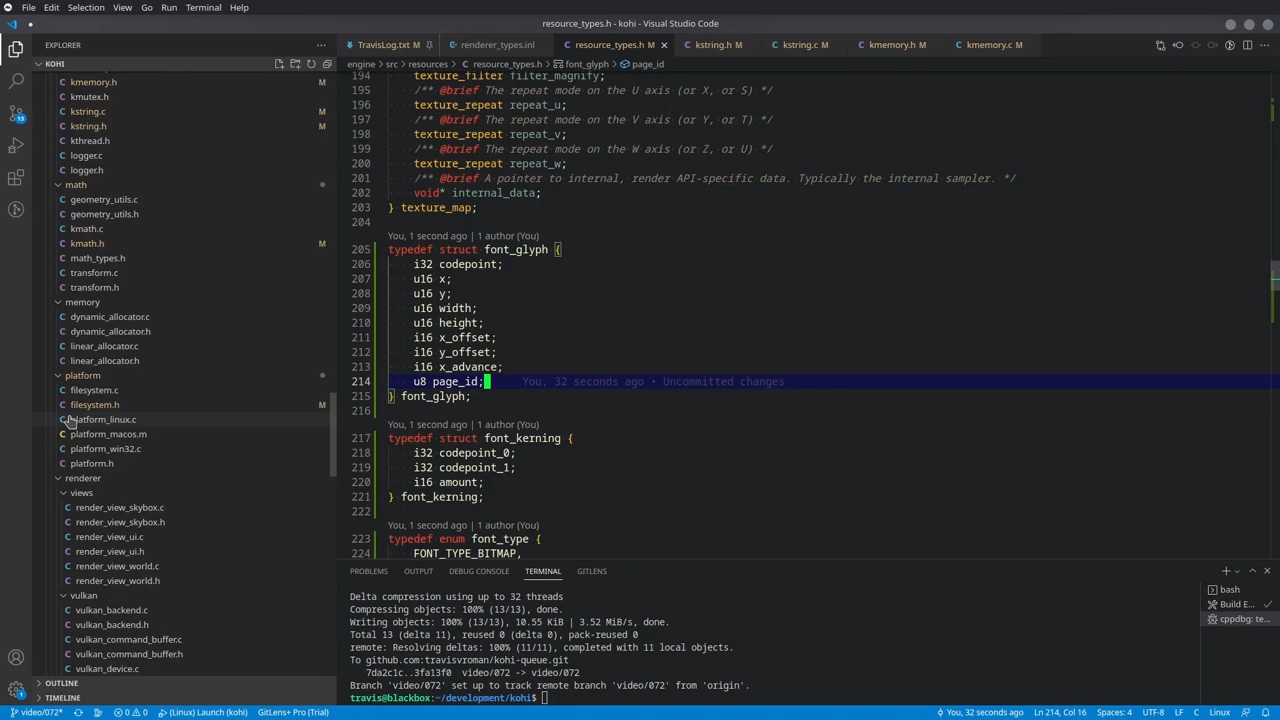 File Edit Selection View Go Run Terminal Help
resource_types.h - kohi - Visual Studio Code
EXPLORER
TravisLog.txt M
renderer_types.inl
resource_types.h M
kstring.h M
kstring.c M
kmemory.h M
kmemory.c M
KOHI
engine > src > resources > resource_types.h > font_glyph > page_id
kmemory.h M
kmutex.h
kstring.c M
kstring.h M
kthread.h
logger.c
logger.h
math
geometry_utils.c
geometry_utils.h
kmath.c
kmath.h M
math_types.h
transform.c
transform.h
memory
dynamic_allocator.c
dynamic_allocator.h
linear_allocator.c
linear_allocator.h
platform
filesystem.c
filesystem.h M
platform_linux.c
platform_macos.m
platform_win32.c
platform.h
renderer
views
render_view_skybox.c
render_view_skybox.h
render_view_ui.c
render_view_ui.h
render_view_world.c
render_view_world.h
vulkan
vulkan_backend.c
vulkan_backend.h
vulkan_command_buffer.c
vulkan_command_buffer.h
vulkan_device.c
OUTLINE
TIMELINE
194 texture_filter filter_magnify;
195 /** @brief The repeat mode on the U axis (or X, or S) */
196 texture_repeat repeat_u;
197 /** @brief The repeat mode on the V axis (or Y, or T) */
198 texture_repeat repeat_v;
199 /** @brief The repeat mode on the W axis (or Z, or U) */
200 texture_repeat repeat_w;
201 /** @brief A pointer to internal, render API-specific data. Typically the internal sampler. */
202 void* internal_data;
203 } texture_map;
204
You, 1 second ago | 1 author (You)
205 typedef struct font_glyph {
206 i32 codepoint;
207 u16 x;
208 u16 y;
209 u16 width;
210 u16 height;
211 i16 x_offset;
212 i16 y_offset;
213 i16 x_advance;
214 u8 page_id; You, 32 seconds ago • Uncommitted changes
215 } font_glyph;
216
You, 1 second ago | 1 author (You)
217 typedef struct font_kerning {
218 i32 codepoint_0;
219 i32 codepoint_1;
220 i16 amount;
221 } font_kerning;
222
You, 1 second ago | 1 author (You)
223 typedef enum font_type {
224 FONT_TYPE_BITMAP,
PROBLEMS OUTPUT DEBUG CONSOLE TERMINAL GITLENS
Delta compression using up to 32 threads
Compressing objects: 100% (13/13), done.
Writing objects: 100% (13/13), 10.55 KiB | 3.52 MiB/s, done.
Total 13 (delta 11), reused 0 (delta 0), pack-reused 0
remote: Resolving deltas: 100% (11/11), completed with 11 local objects.
To github.com:travisvroman/kohi-queue.git
7da2c1c..3fa13f0 video/072 -> video/072
Branch 'video/072' set up to track remote branch 'video/072' from 'origin'.
travis@blackbox:~/development/kohi$
bash
Build E...
cppdbg: te...
13
1
video/072* 0 0 (Linux) Launch (kohi) GitLens+ Pro (Trial)
You, 32 seconds ago Ln 214, Col 16 Spaces: 4 UTF-8 LF C Linux